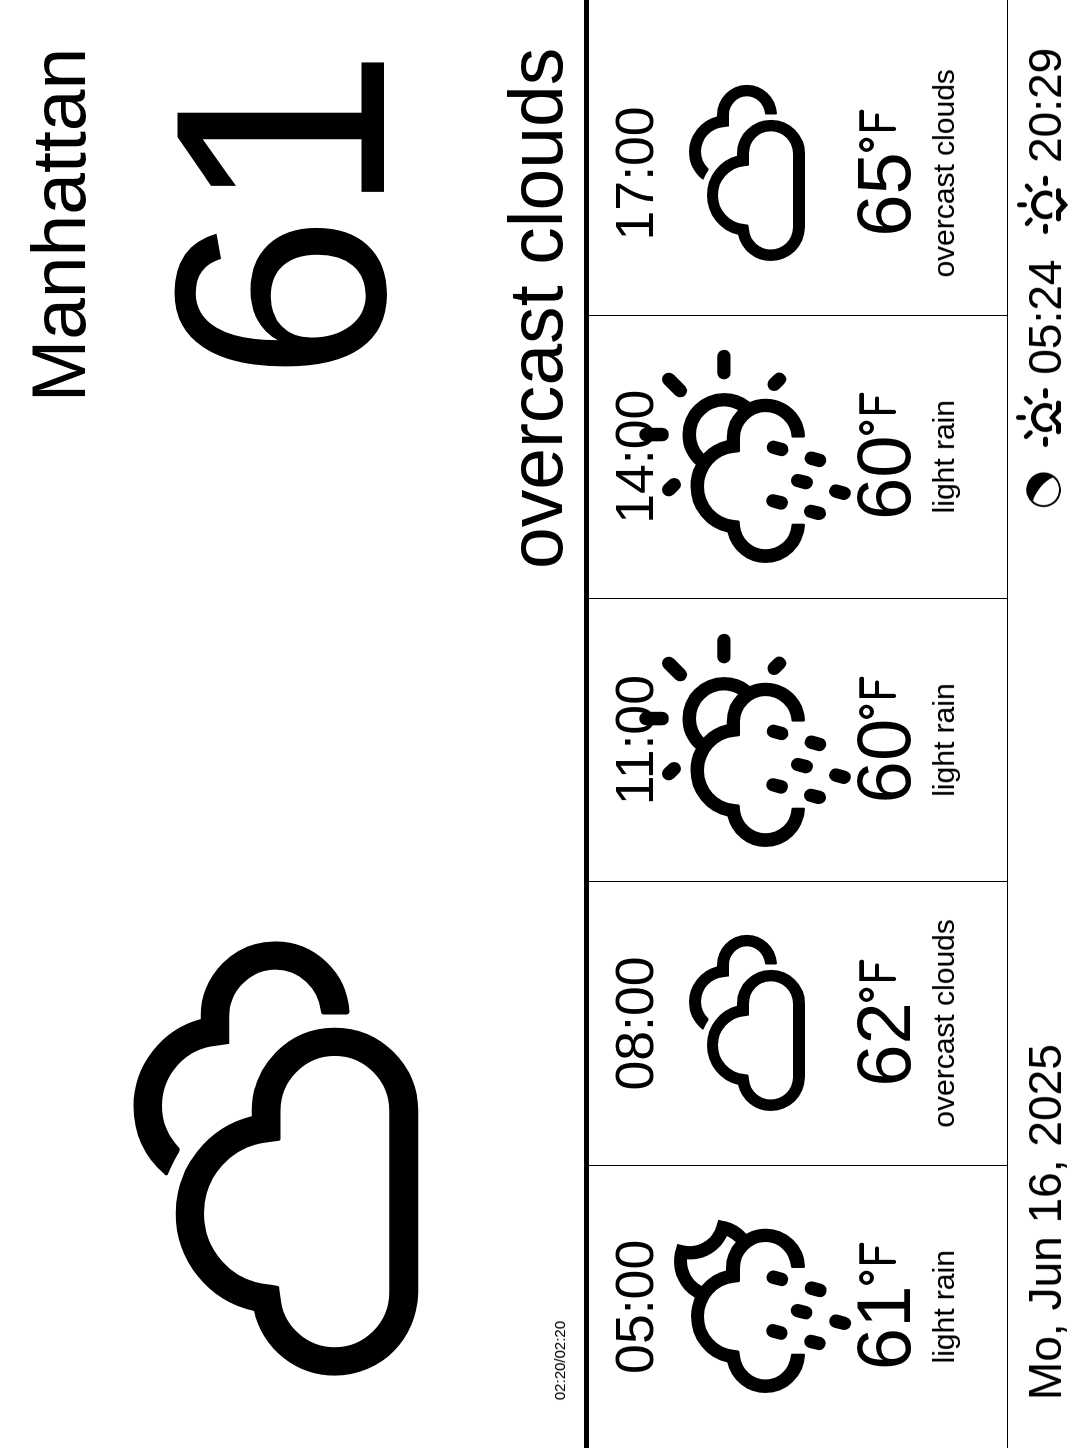 Manhattan
61
overcast clouds
02:20/02:20
05:00
61°F
light rain
08:00
62°F
overcast clouds
11:00
60°F
light rain
14:00
60°F
light rain
17:00
65°F
overcast clouds
Mo, Jun 16, 2025
05:24
20:29